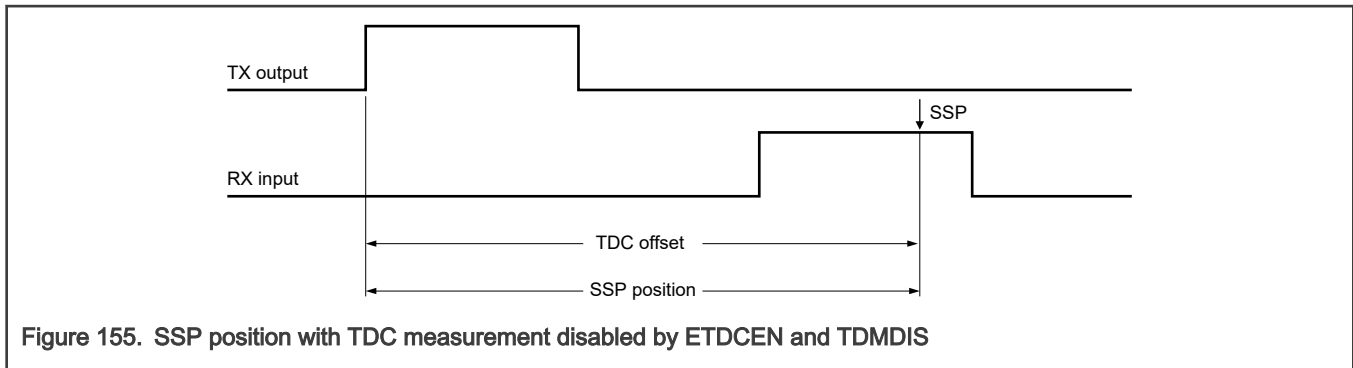 TX output
SSP
RX input
TDC offset
SSP position
Figure 155. SSP position with TDC measurement disabled by ETDCEN and TDMDIS